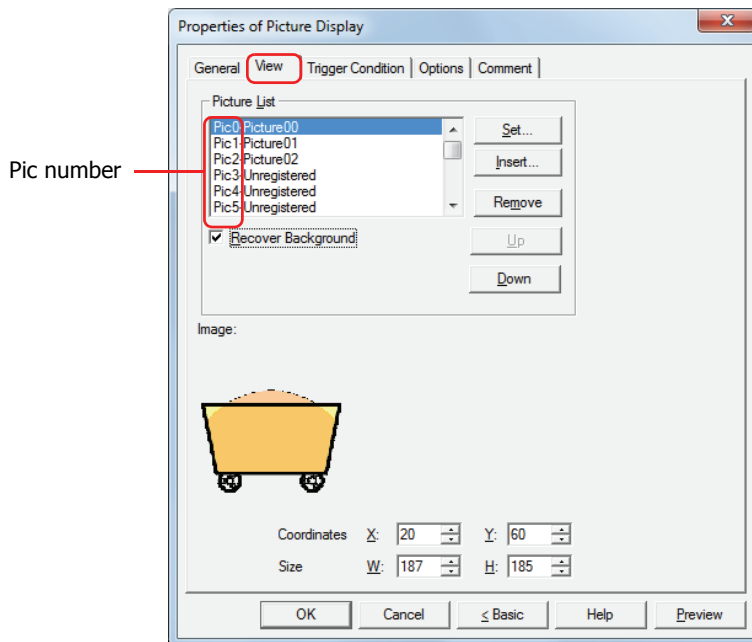 Properties of Picture Display
X
General View Trigger Condition Options Comment
Picture List
Pic0-Picture00
Pic1-Picture01
Pic2-Picture02
Pic3-Unregistered
Pic4-Unregistered
Pic5-Unregistered
Set...
Insert...
Remove
Up
Down
Pic number
Recover Background
Image:
Coordinates X: 20 Y: 60
Size W: 187 H: 185
OK Cancel ≤ Basic Help Preview